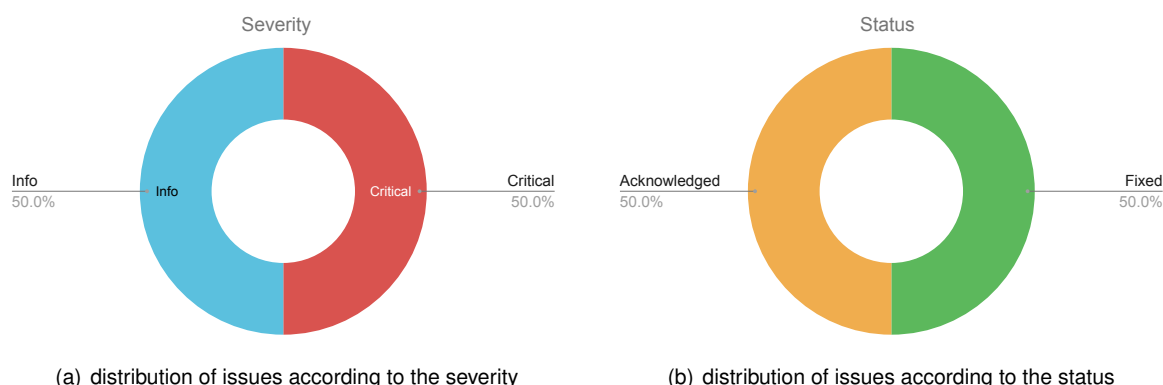 Severity
Info
50.0%
Info
Critical
Critical
50.0%
(a) distribution of issues according to the severity
Status
Acknowledged
50.0%
Fixed
50.0%
(b) distribution of issues according to the status